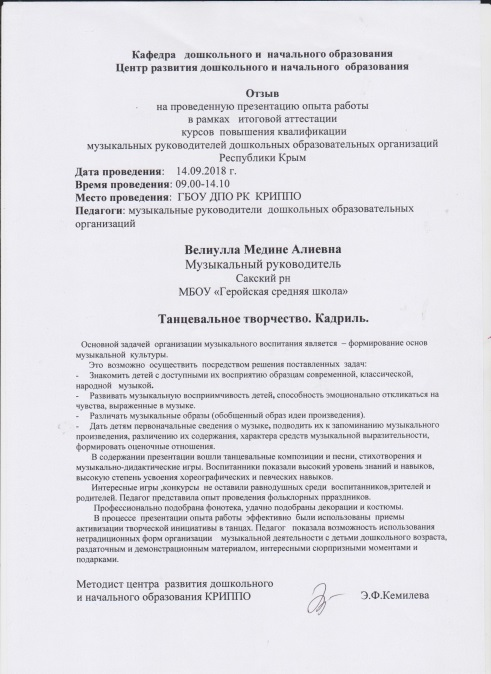 Кафедра дошкольного и начального образования
Центр развития дошкольного и начального образования
Отзыв
на проведенную презентацию опыта работы
в рамках итоговой аттестации
курсов повышения квалификации
музыкальных руководителей дошкольных образовательных организаций
Республики Крым
Дата проведения: 14.09.2018 г.
Время проведения: 09.00-14.10
Место проведения: ГБОУ ДПО РК КРИППО
Педагоги: музыкальные руководители дошкольных образовательных
организаций
Велиулла Медине Алиевна
Музыкальный руководитель
Сакский рн
МБОУ «Геройская средняя школа»
Танцевальное творчество. Кадриль.
Основной задачей организации музыкального воспитания является – формирование основ
музыкальной культуры.
Это возможно осуществить посредством решения поставленных задач:
- Знакомить детей с доступными их восприятию образцам современной, классической,
народной музыкой.
- Развивать музыкальную восприимчивость детей, способность эмоционально откликаться на
чувства, выраженные в музыке.
- Различать музыкальные образы (обобщенный образ идеи произведения).
- Дать детям первоначальные сведения о музыке, подводить их к запоминанию музыкального
произведения, различению их содержания, характера средств музыкальной выразительности,
формировать оценочные отношения.
В содержании презентации вошли танцевальные композиции и песни, стихотворения и
музыкально-дидактические игры. Воспитанники показали высокий уровень знаний и навыков,
высокую степень усвоения хореографических и певческих навыков.
Интересные игры ,конкурсы не оставили равнодушных среди воспитанников,зрителей и
родителей. Педагог представила опыт проведения фольклорных прраздников.
Профессионально подобрана фонотека, удачно подобраны декорации и костюмы.
В процессе презентации опыта работы эффективно были использованы приемы
активизации творческой инициативы в танцах. Педагог показала возможность использования
нетрадиционных форм организации музыкальной деятельности с детьми дошкольного возраста,
раздаточным и демонстрационным материалом, интересными сюрпризными моментами и
подарками.
Методист центра развития дошкольного
и начального образования КРИППО Э.Ф.Кемилева